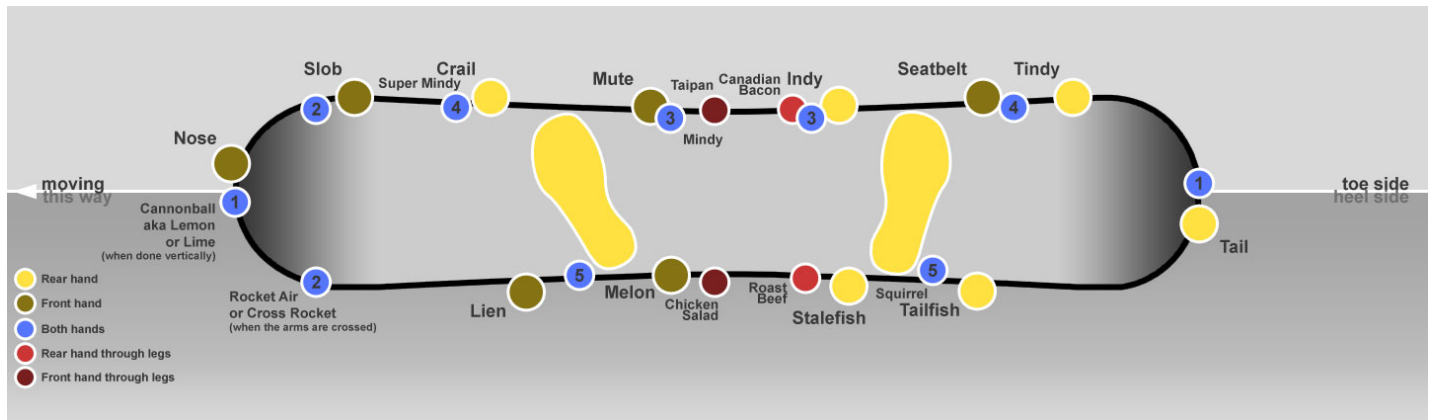 Slob
Super Mindy
Crail
Mute
Taipan
Canadian
Bacon
Indy
Seatbelt
Tindy
2
4
3
Mindy
3
4
Nose
moving
this way
1
1
toe side
heel side
Cannonball
aka Lemon
or Lime
(when done vertically)
Tail
2
Rocket Air
or Cross Rocket
(when the arms are crossed)
Lien
5
Melon
Chicken
Salad
Roast
Beef
Stalefish
Squirrel
5
Tailfish
Rear hand
Front hand
Both hands
Rear hand through legs
Front hand through legs